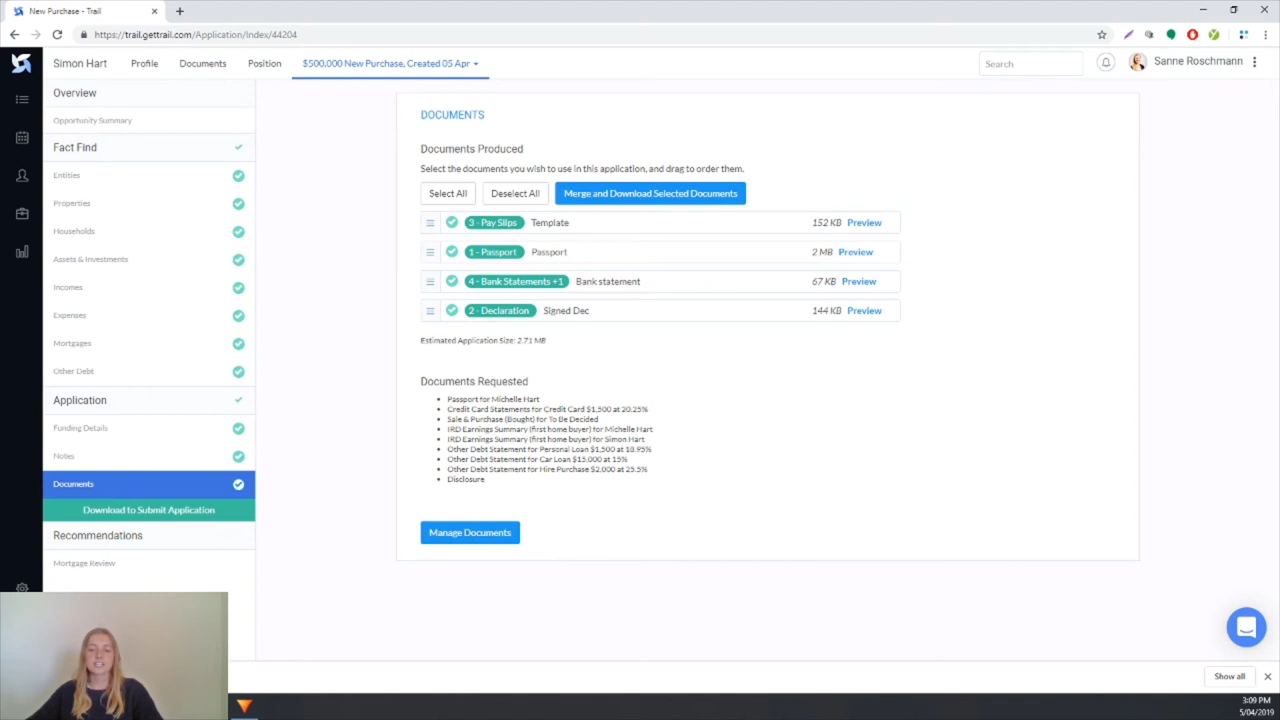 New Purchase - Trail
https://trail.gettrail.com/Application/Index/44204
Simon Hart
Profile
Documents
Position
$500,000 New Purchase, Created 05 Apr
Search
Sanne Roschmann
Overview
Opportunity Summary
Fact Find
Entities
Properties
Households
Assets & Investments
Incomes
Expenses
Mortgages
Other Debt
Application
Funding Details
Notes
Documents
Download to Submit Application
Recommendations
Mortgage Review
DOCUMENTS
Documents Produced
Select the documents you wish to use in this application, and drag to order them.
Select All
Deselect All
Merge and Download Selected Documents
3 - Pay Slips Template 152 KB Preview
1 - Passport Passport 2 MB Preview
4 - Bank Statements +1 Bank statement 67 KB Preview
2 - Declaration Signed Dec 144 KB Preview
Estimated Application Size: 2.71 MB
Documents Requested
Passport for Michelle Hart
Credit Card Statements for Credit Card $1,500 at 20.25%
Sale & Purchase (Bought) for To Be Decided
IRD Earnings Summary (first home buyer) for Michelle Hart
IRD Earnings Summary (first home buyer) for Simon Hart
Other Debt Statement for Personal Loan $1,500 at 18.95%
Other Debt Statement for Car Loan $15,000 at 15%
Other Debt Statement for Hire Purchase $2,000 at 25.5%
Disclosure
Manage Documents
Show all
3:09 PM
5/04/2019